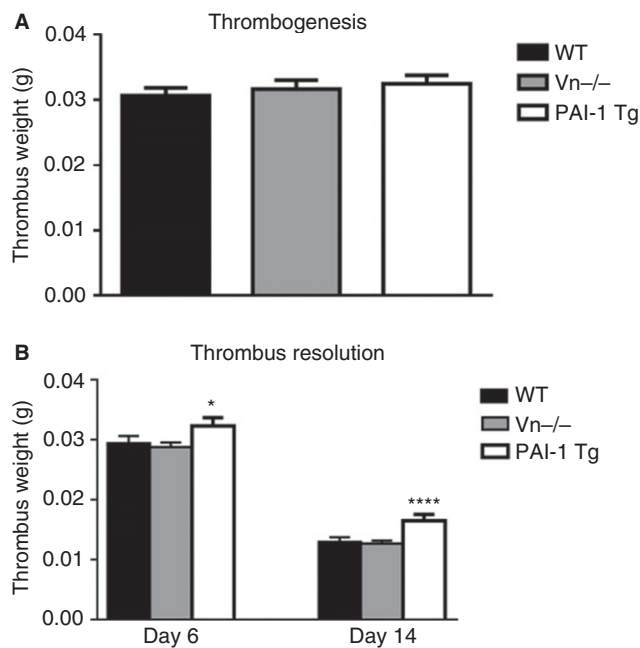 A
Thrombogenesis
Thrombus weight (g)
0.04
0.03
0.02
0.01
0.00
WT
Vn–/–
PAI-1 Tg
B
Thrombus resolution
Thrombus weight (g)
0.04
0.03
0.02
0.01
0.00
*
****
WT
Vn–/–
PAI-1 Tg
Day 6
Day 14